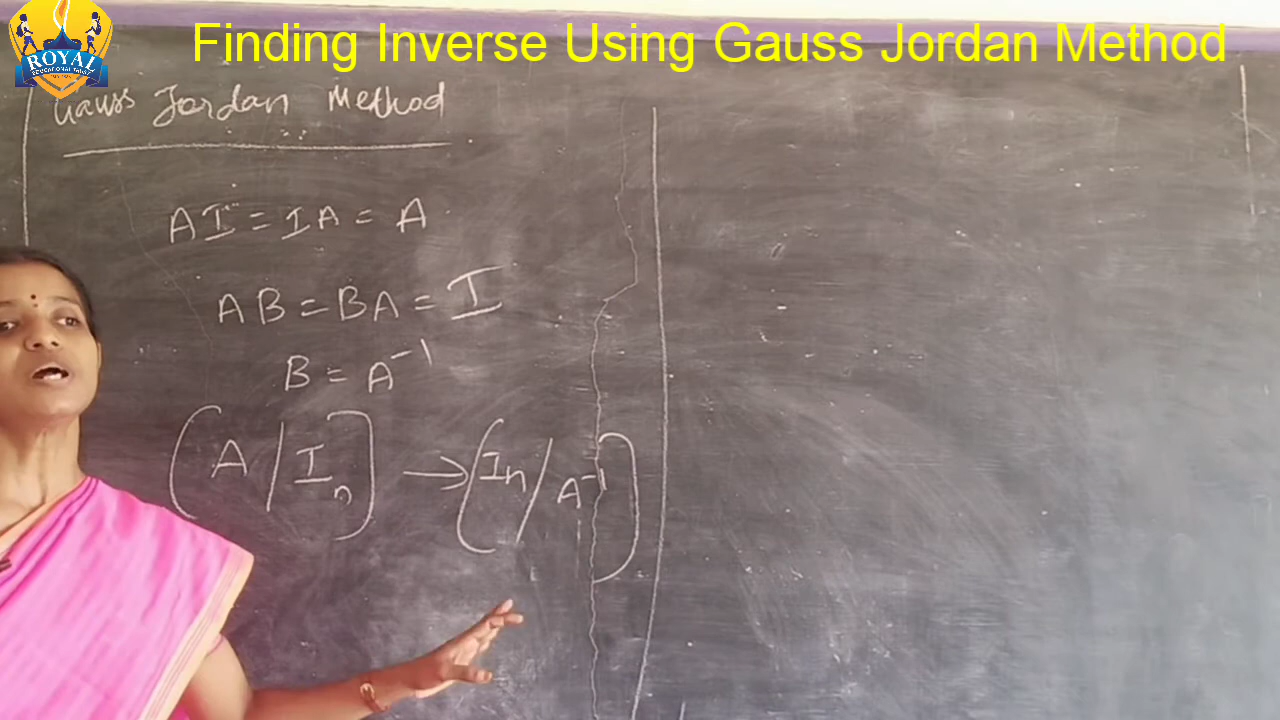 Finding Inverse Using Gauss Jordan Method
ROYAL
Gauss Jordan Method
AI = IA = A
AB = BA = I
B = A⁻¹
[A / Iₙ] → [Iₙ / A⁻¹]